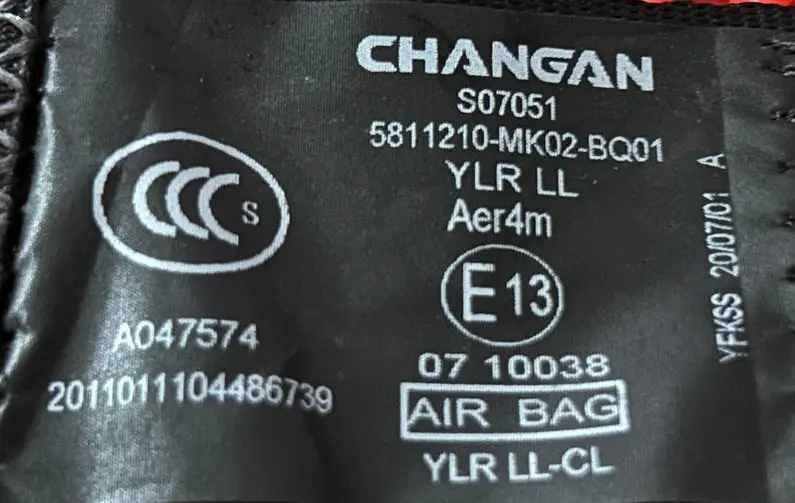 CHANGAN
S07051
5811210-MK02-BQ01
YLR LL
Aer4m
E 13
07 10038
AIR BAG
YLR LL-CL
CCC S
A047574
2011011104486739
YFKSS 20/07/01 A